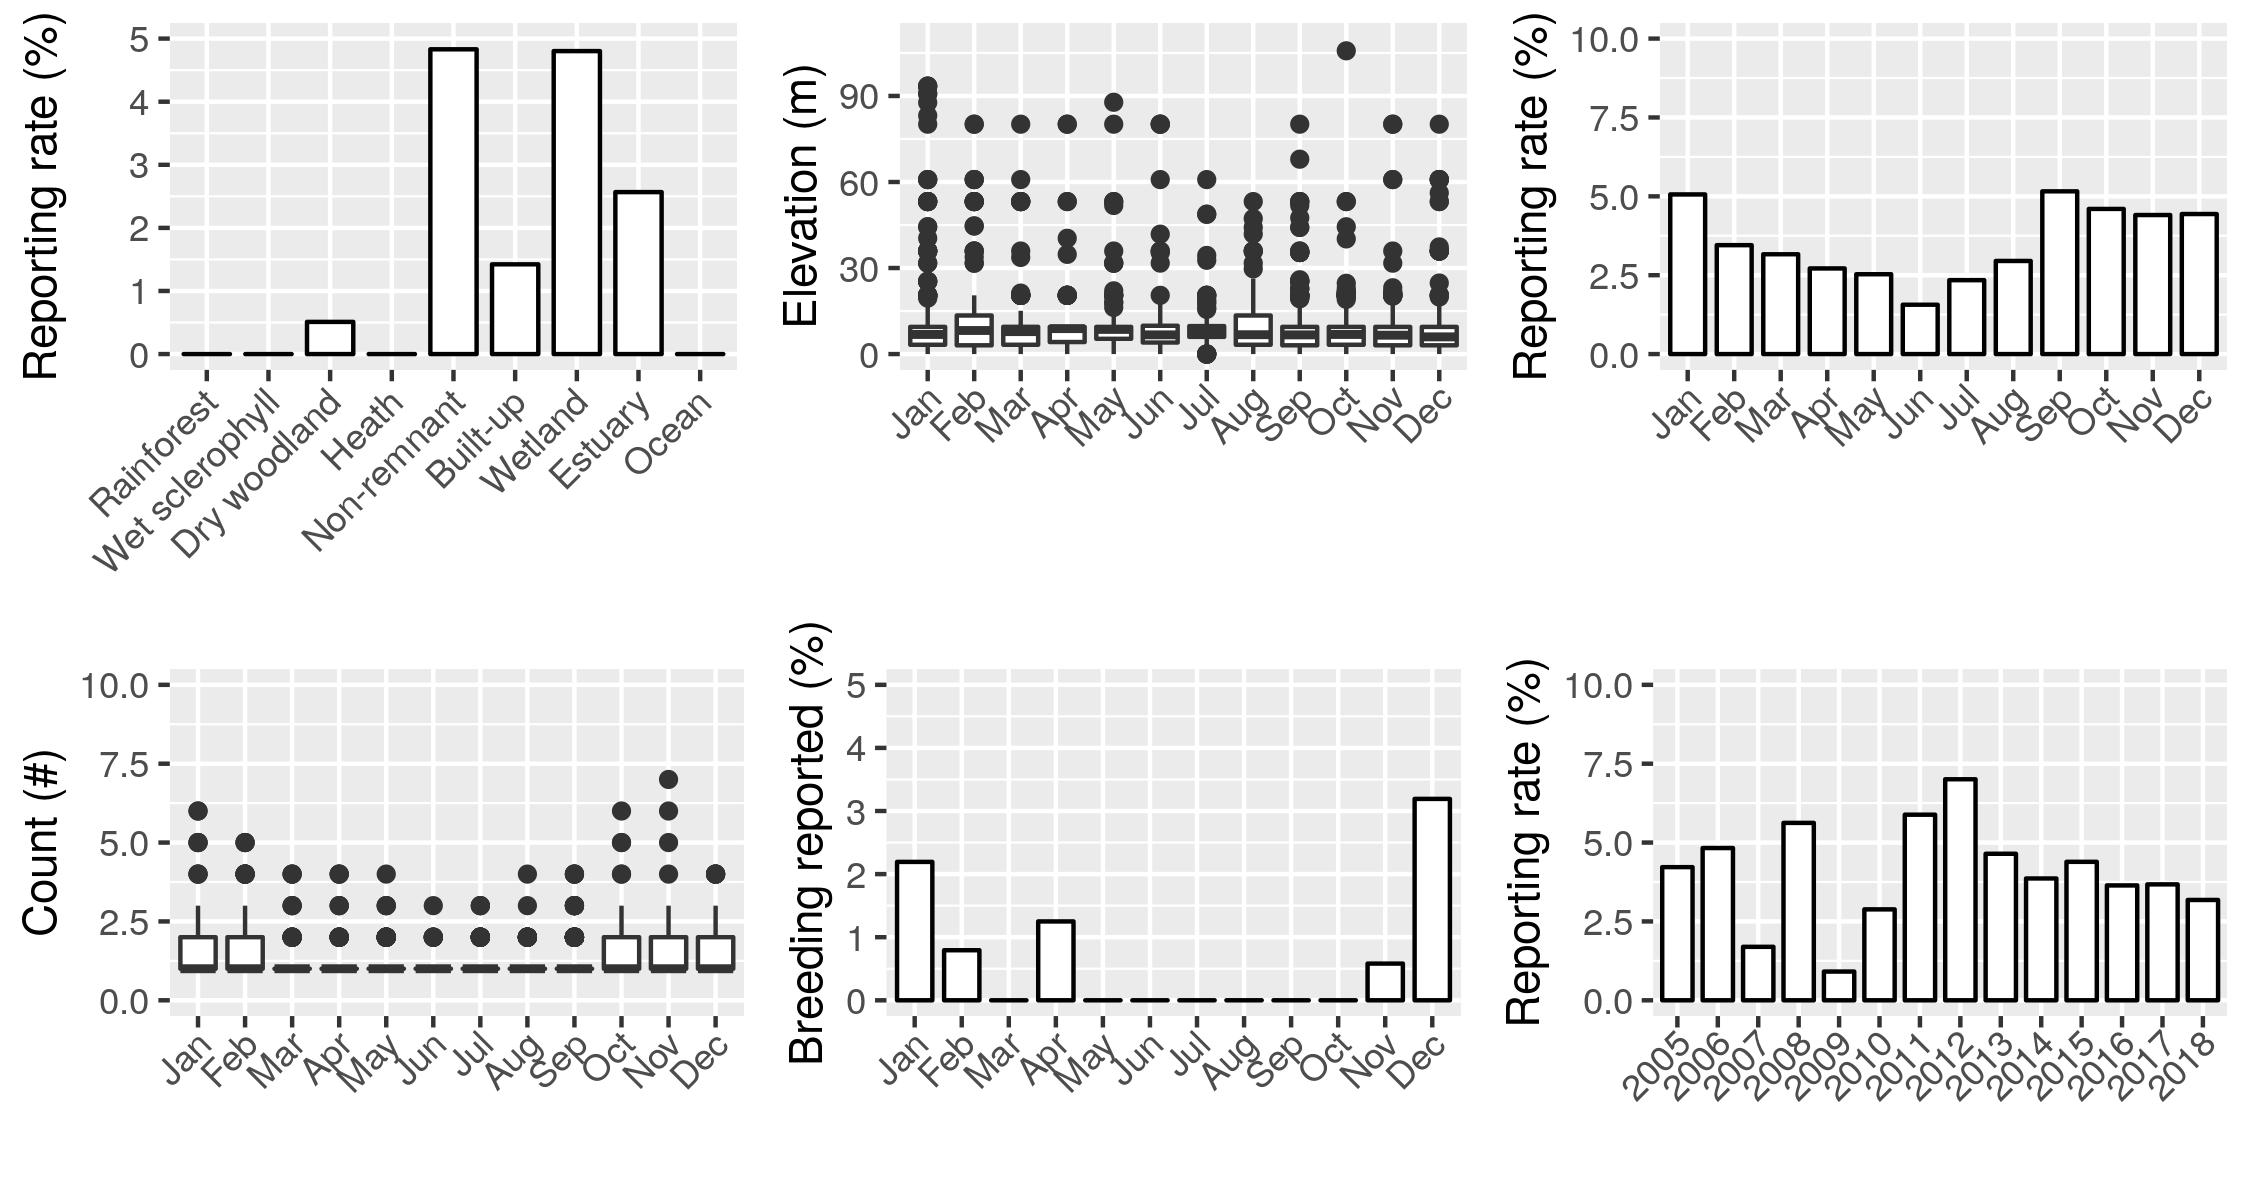 Reporting rate (%)
5
4
3
2
1
0
Rainforest
Wet sclerophyll
Dry woodland
Heath
Non-remnant
Built-up
Wetland
Estuary
Ocean
Elevation (m)
90
60
30
0
Jan
Feb
Mar
Apr
May
Jun
Jul
Aug
Sep
Oct
Nov
Dec
Reporting rate (%)
10.0
7.5
5.0
2.5
0.0
Jan
Feb
Mar
Apr
May
Jun
Jul
Aug
Sep
Oct
Nov
Dec
Count (#)
10.0
7.5
5.0
2.5
0.0
Jan
Feb
Mar
Apr
May
Jun
Jul
Aug
Sep
Oct
Nov
Dec
Breeding reported (%)
5
4
3
2
1
0
Jan
Feb
Mar
Apr
May
Jun
Jul
Aug
Sep
Oct
Nov
Dec
Reporting rate (%)
10.0
7.5
5.0
2.5
0.0
2005
2006
2007
2008
2009
2010
2011
2012
2013
2014
2015
2016
2017
2018